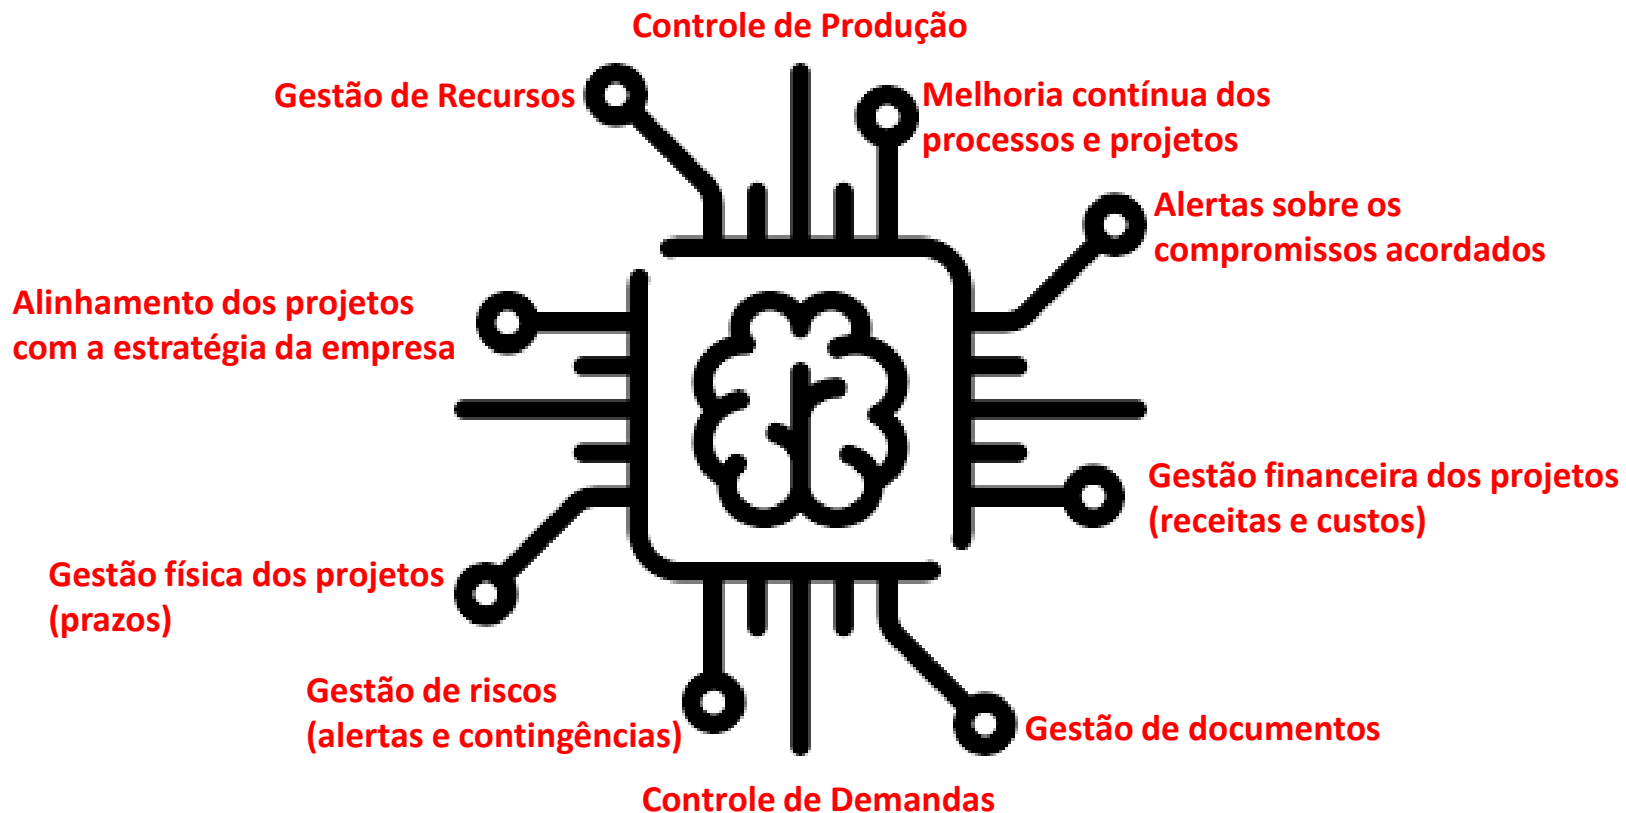 Controle de Produção
Gestão de Recursos
Melhoria contínua dos
processos e projetos
Alertas sobre os
compromissos acordados
Alinhamento dos projetos
com a estratégia da empresa
Gestão financeira dos projetos
(receitas e custos)
Gestão física dos projetos
(prazos)
Gestão de riscos
(alertas e contingências)
Gestão de documentos
Controle de Demandas